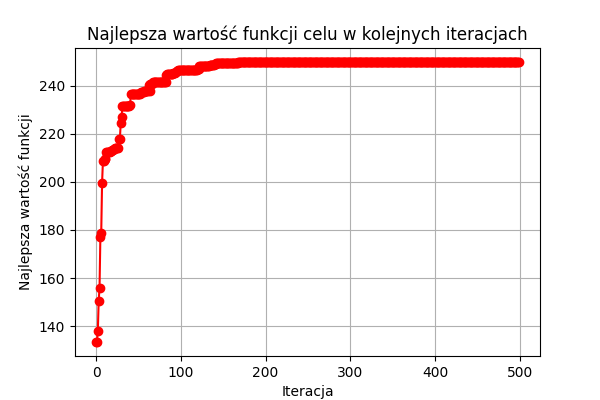 Najlepsza wartość funkcji celu w kolejnych iteracjach
Najlepsza wartość funkcji
240
220
200
180
160
140
0 100 200 300 400 500
Iteracja